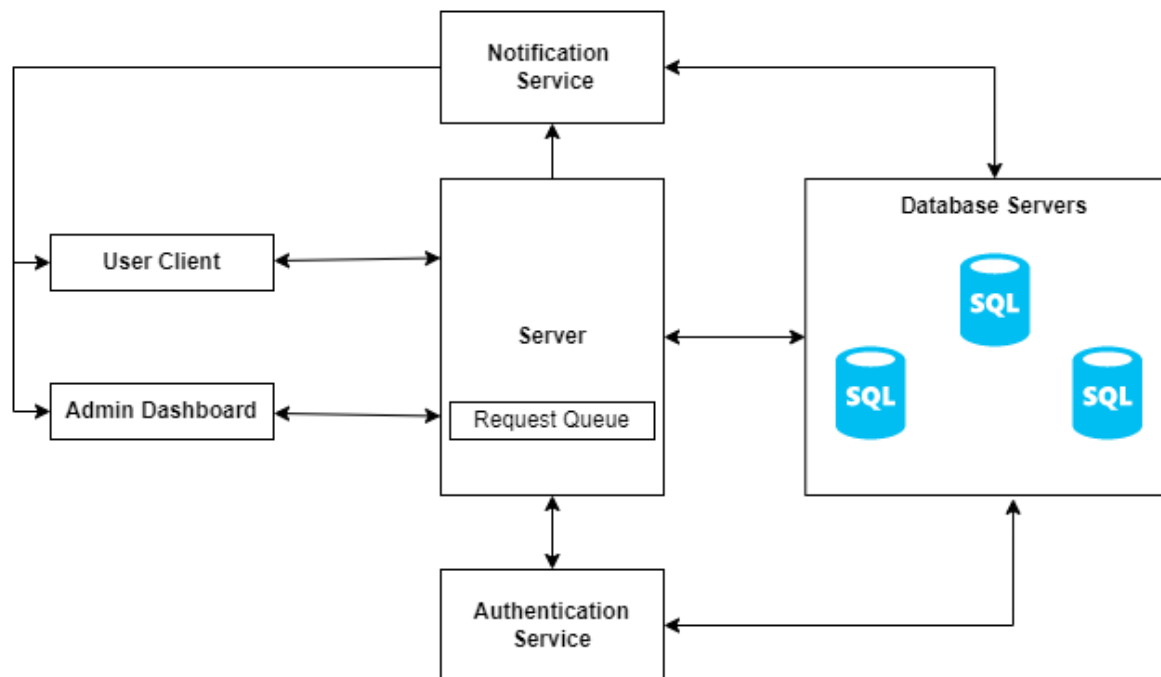 Notification
Service
Database Servers
User Client
SQL
Server
SQL
SQL
Admin Dashboard
Request Queue
Authentication
Service